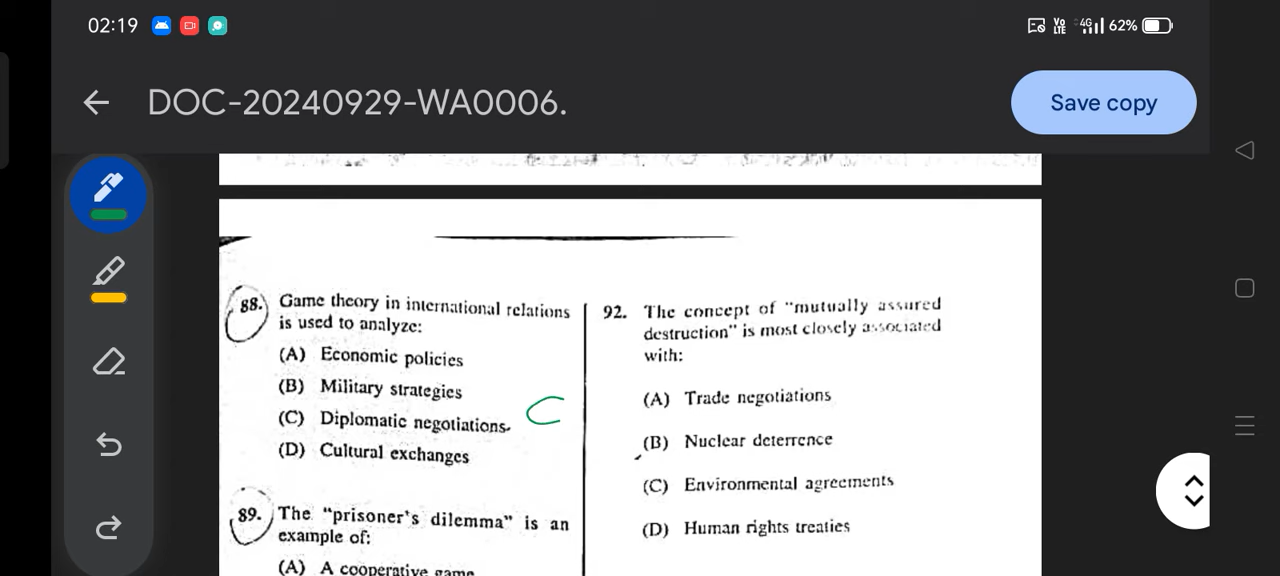 02:19
Vo LTE 4G 62%
DOC-20240929-WA0006.
Save copy
88. Game theory in international relations
is used to analyze:
(A) Economic policies
(B) Military strategies
(C) Diplomatic negotiations
(D) Cultural exchanges
C
89. The "prisoner's dilemma" is an
example of:
(A) A cooperative game
92. The concept of "mutually assured
destruction" is most closely associated
with:
(A) Trade negotiations
(B) Nuclear deterrence
(C) Environmental agreements
(D) Human rights treaties